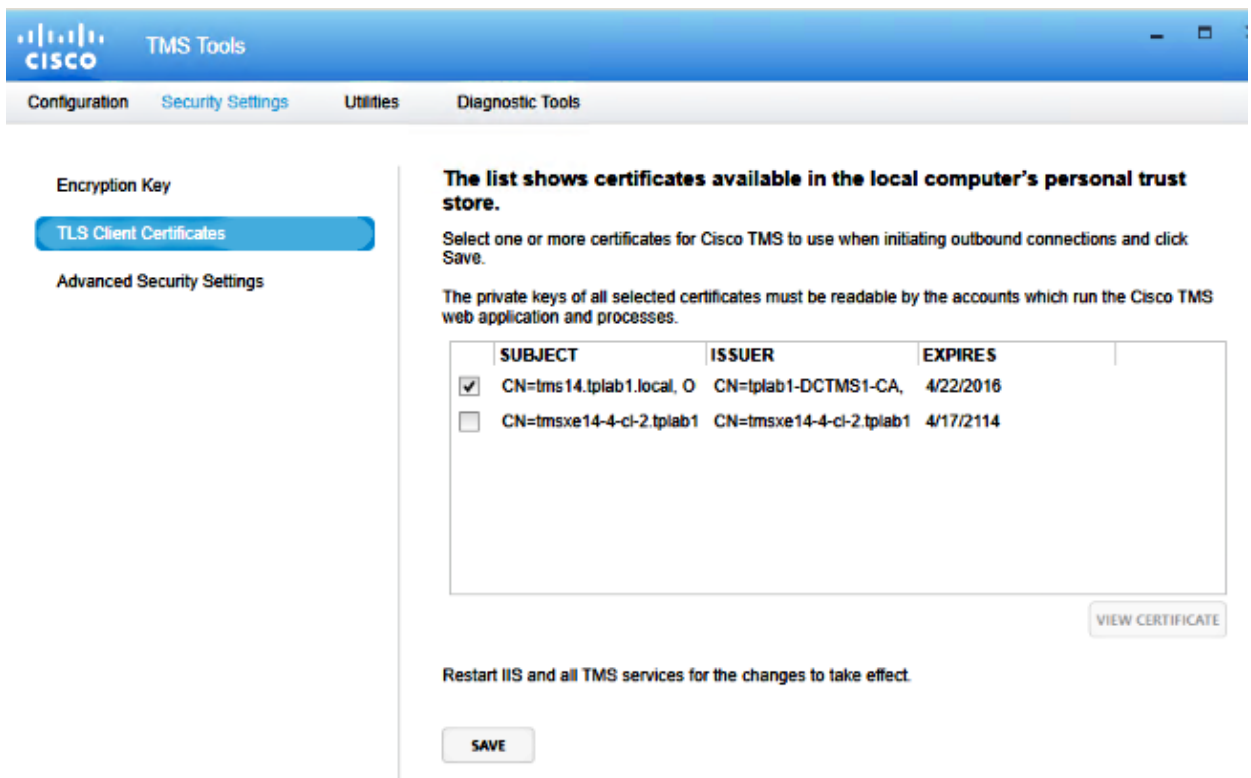 CISCO TMS Tools
Configuration Security Settings Utilities Diagnostic Tools
Encryption Key
TLS Client Certificates
Advanced Security Settings
The list shows certificates available in the local computer's personal trust
store.
Select one or more certificates for Cisco TMS to use when initiating outbound connections and click
Save.
The private keys of all selected certificates must be readable by the accounts which run the Cisco TMS
web application and processes.
SUBJECT ISSUER EXPIRES
CN=tms14.tplab1.local, O CN=tplab1-DCTMS1-CA, 4/22/2016
CN=tmsxe14-4-cl-2.tplab1 CN=tmsxe14-4-cl-2.tplab1 4/17/2114
VIEW CERTIFICATE
Restart IIS and all TMS services for the changes to take effect.
SAVE